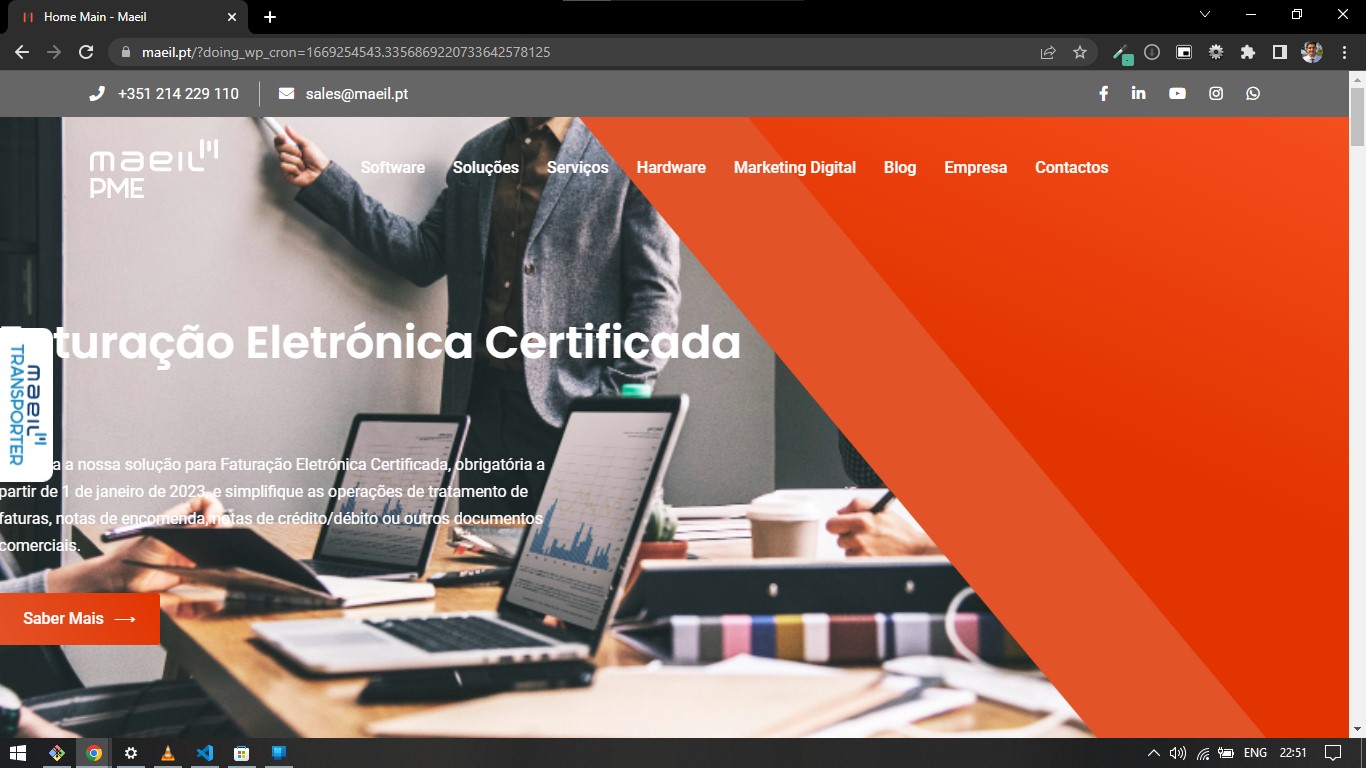 Home Main - Maeil
maeil.pt/?doing_wp_cron=1669254543.3356869220733642578125
+351 214 229 110
sales@maeil.pt
maeil
PME
Software Soluções Serviços Hardware Marketing Digital Blog Empresa Contactos
Eletrónica Certificada
maeil
TRANSPORTER
a nossa solução para Faturação Eletrónica Certificada, obrigatória a
partir de 1 de janeiro de 2023, e simplifique as operações de tratamento de
faturas, notas de encomenda, notas de crédito/débito ou outros documentos
comerciais.
Saber Mais
ENG
22:51